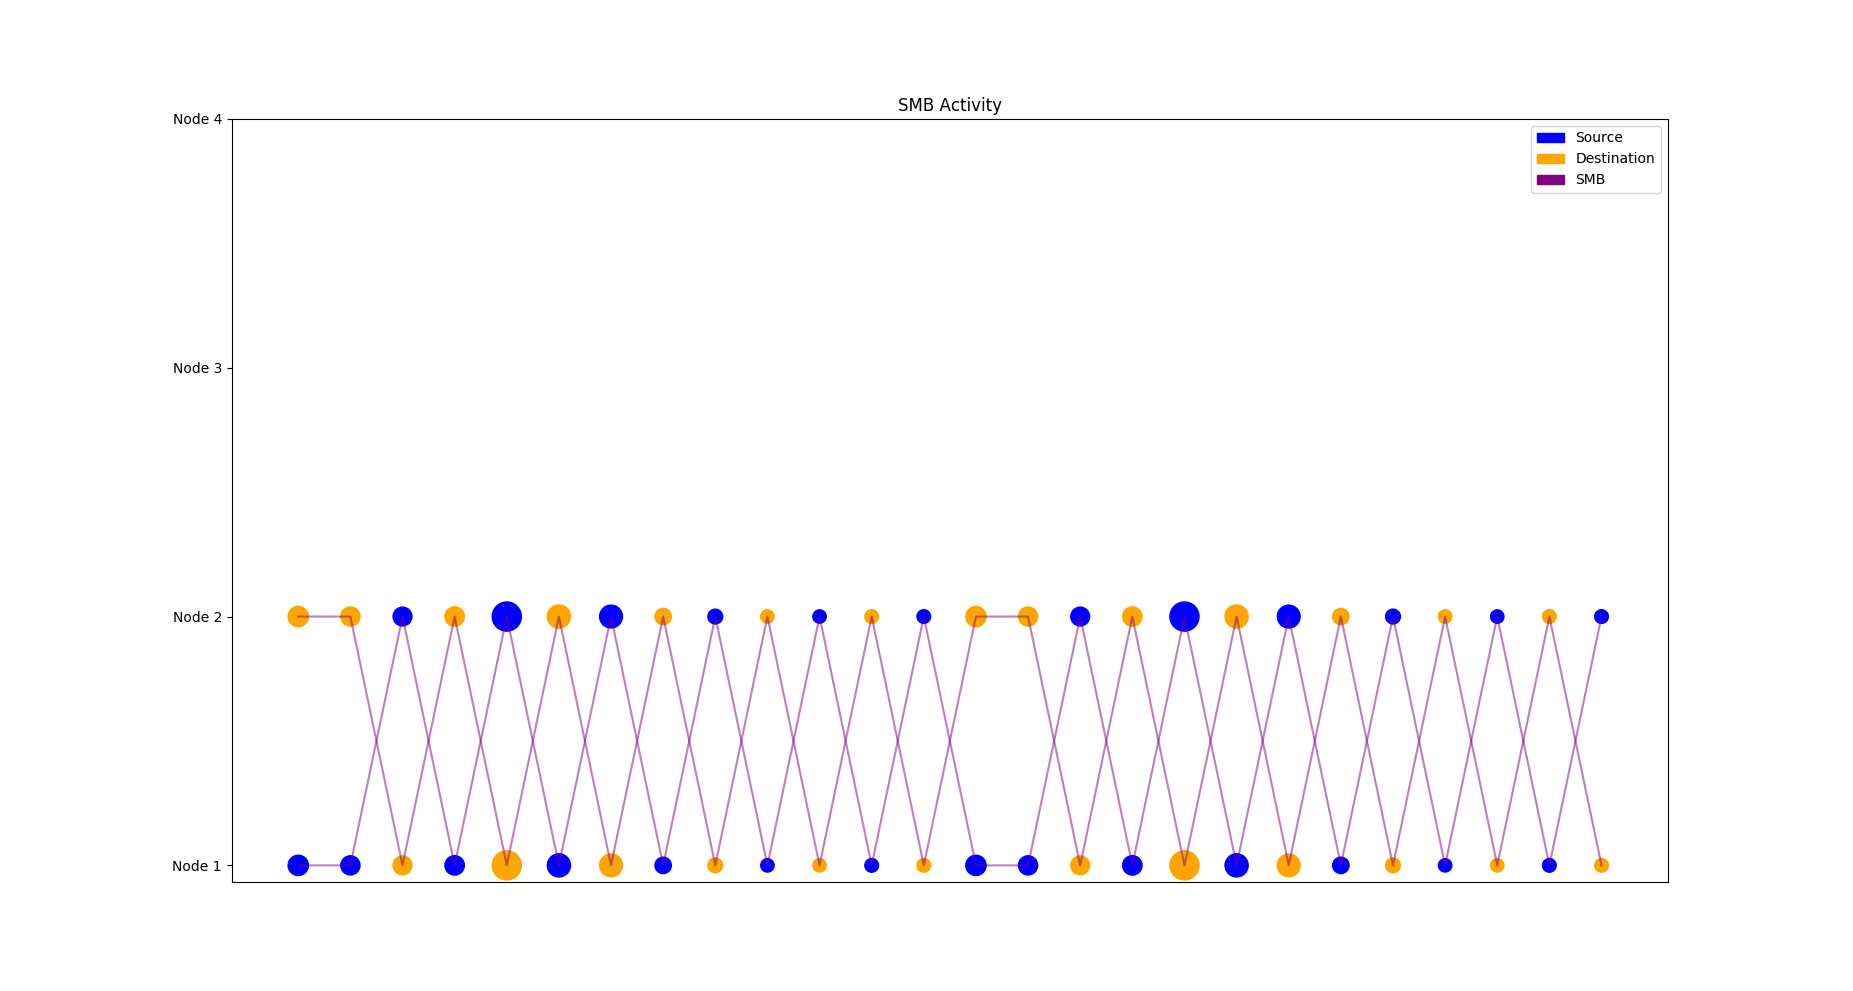 SMB Activity
Node 4
Source
Destination
SMB
Node 3
Node 2
Node 1